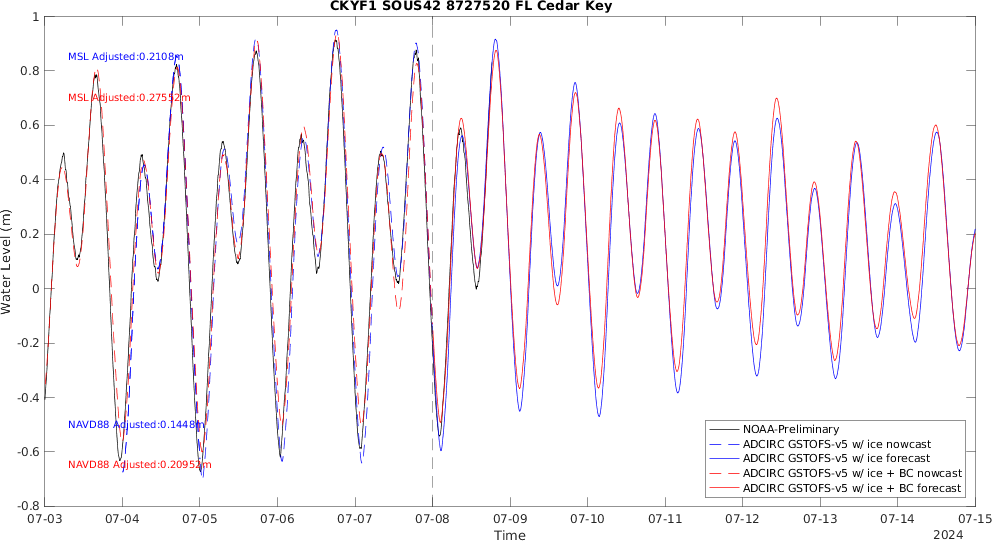 CKYF1 SOUS42 8727520 FL Cedar Key
Water Level (m)
1
0.8
0.6
0.4
0.2
0
-0.2
-0.4
-0.6
-0.8
MSL Adjusted:0.2108m
MSL Adjusted:0.27552m
NAVD88 Adjusted:0.1448m
NAVD88 Adjusted:0.20952m
NOAA-Preliminary
ADCIRC GSTOFS-v5 w/ ice nowcast
ADCIRC GSTOFS-v5 w/ ice forecast
ADCIRC GSTOFS-v5 w/ ice + BC nowcast
ADCIRC GSTOFS-v5 w/ ice + BC forecast
07-03 07-04 07-05 07-06 07-07 07-08 07-09 07-10 07-11 07-12 07-13 07-14 07-15
Time
2024